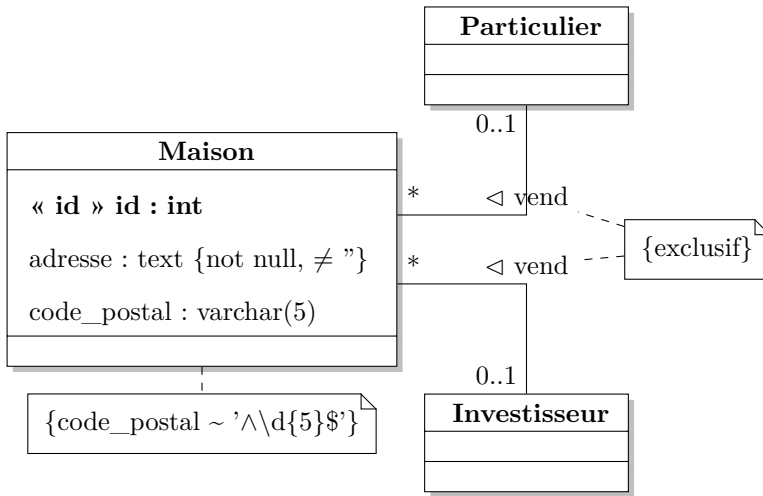 Particulier
0..1
Maison
« id » id : int
adresse : text {not null, ≠ ”}
code_postal : varchar(5)
*
◁ vend
*
◁ vend
{exclusif}
0..1
{code_postal ~ ’∧\d{5}$’}
Investisseur